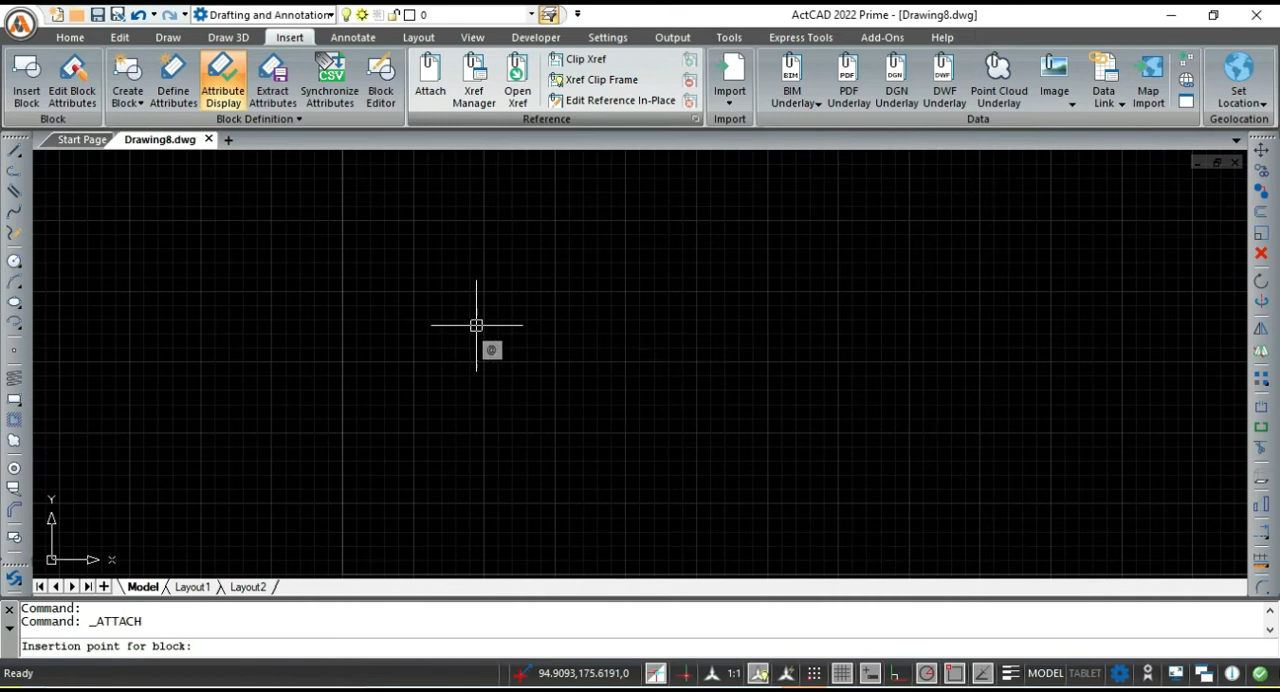 Drafting and Annotation
0
ActCAD 2022 Prime - [Drawing8.dwg]
Home Edit Draw Draw 3D Insert Annotate Layout View Developer Settings Output Tools Express Tools Add-Ons Help
Insert Block
Edit Block Attributes
Create Block
Define Attributes
Attribute Display
Extract Attributes
CSV
Synchronize Attributes
Block Editor
Attach
Xref Manager
Open Xref
Clip Xref
Xref Clip Frame
Edit Reference In-Place
Import
BIM
BIM Underlay
PDF
PDF Underlay
DGN
DGN Underlay
DWF
DWF Underlay
Point Cloud Underlay
Image
Data Link
Map Import
Set Location
Block Block Definition Reference Import Data Geolocation
Start Page Drawing8.dwg
@
Y
X
Model Layout1 Layout2
Command:
Command: _ATTACH
Insertion point for block:
Ready 94.9093,175.6191,0 1:1 MODEL TABLET